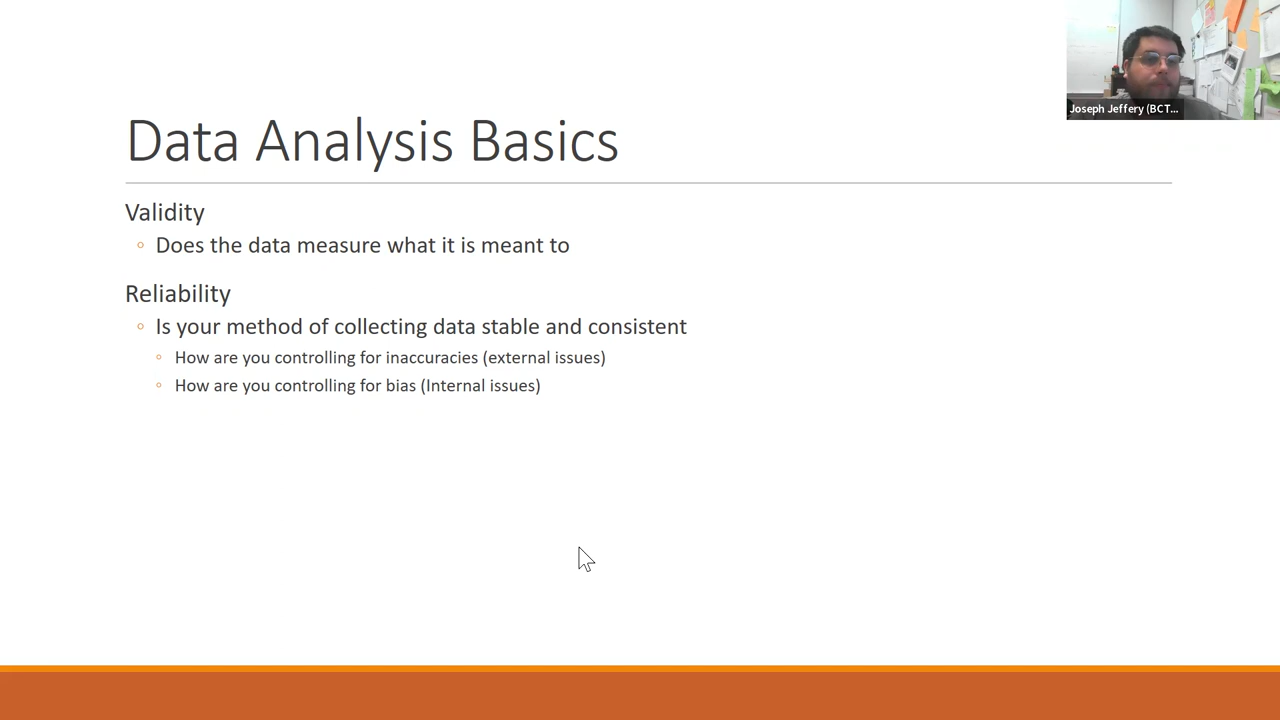 Joseph Jeffery (BCT...
Data Analysis Basics
Validity
Does the data measure what it is meant to
Reliability
Is your method of collecting data stable and consistent
How are you controlling for inaccuracies (external issues)
How are you controlling for bias (Internal issues)